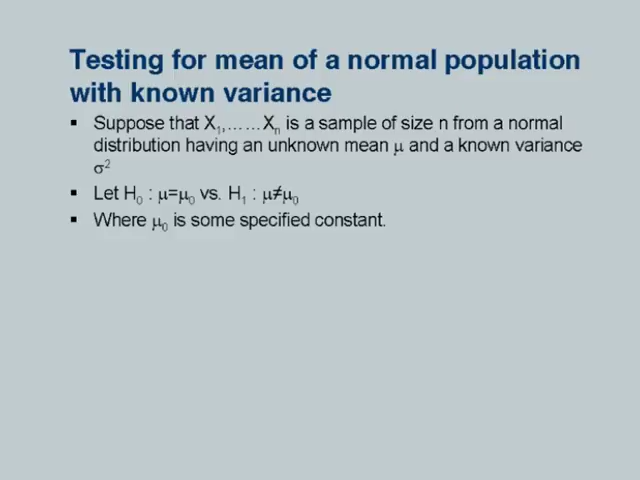 Testing for mean of a normal population
with known variance
▪ Suppose that X₁,……Xₙ is a sample of size n from a normal
distribution having an unknown mean μ and a known variance
σ²
▪ Let H₀ : μ=μ₀ vs. H₁ : μ≠μ₀
▪ Where μ₀ is some specified constant.